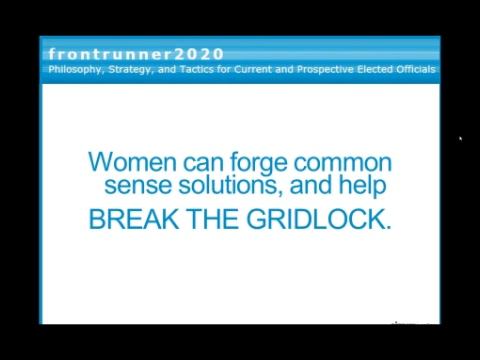 frontrunner2020
Philosophy, Strategy, and Tactics for Current and Prospective Elected Officials
Women can forge common
sense solutions, and help
BREAK THE GRIDLOCK.